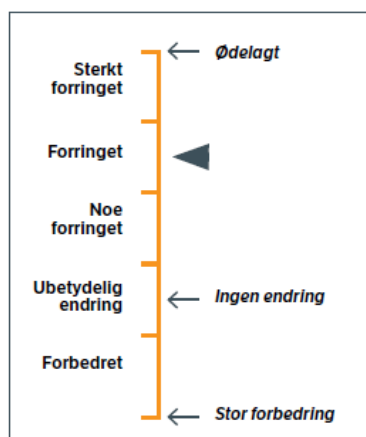 Ødelagt
Sterkt
forringet
Forringet
Noe
forringet
Ubetydelig
endring
Ingen endring
Forbedret
Stor forbedring